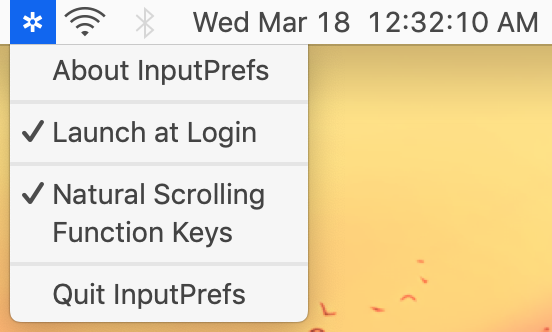 Wed Mar 18 12:32:10 AM
About InputPrefs
Launch at Login
Natural Scrolling
Function Keys
Quit InputPrefs